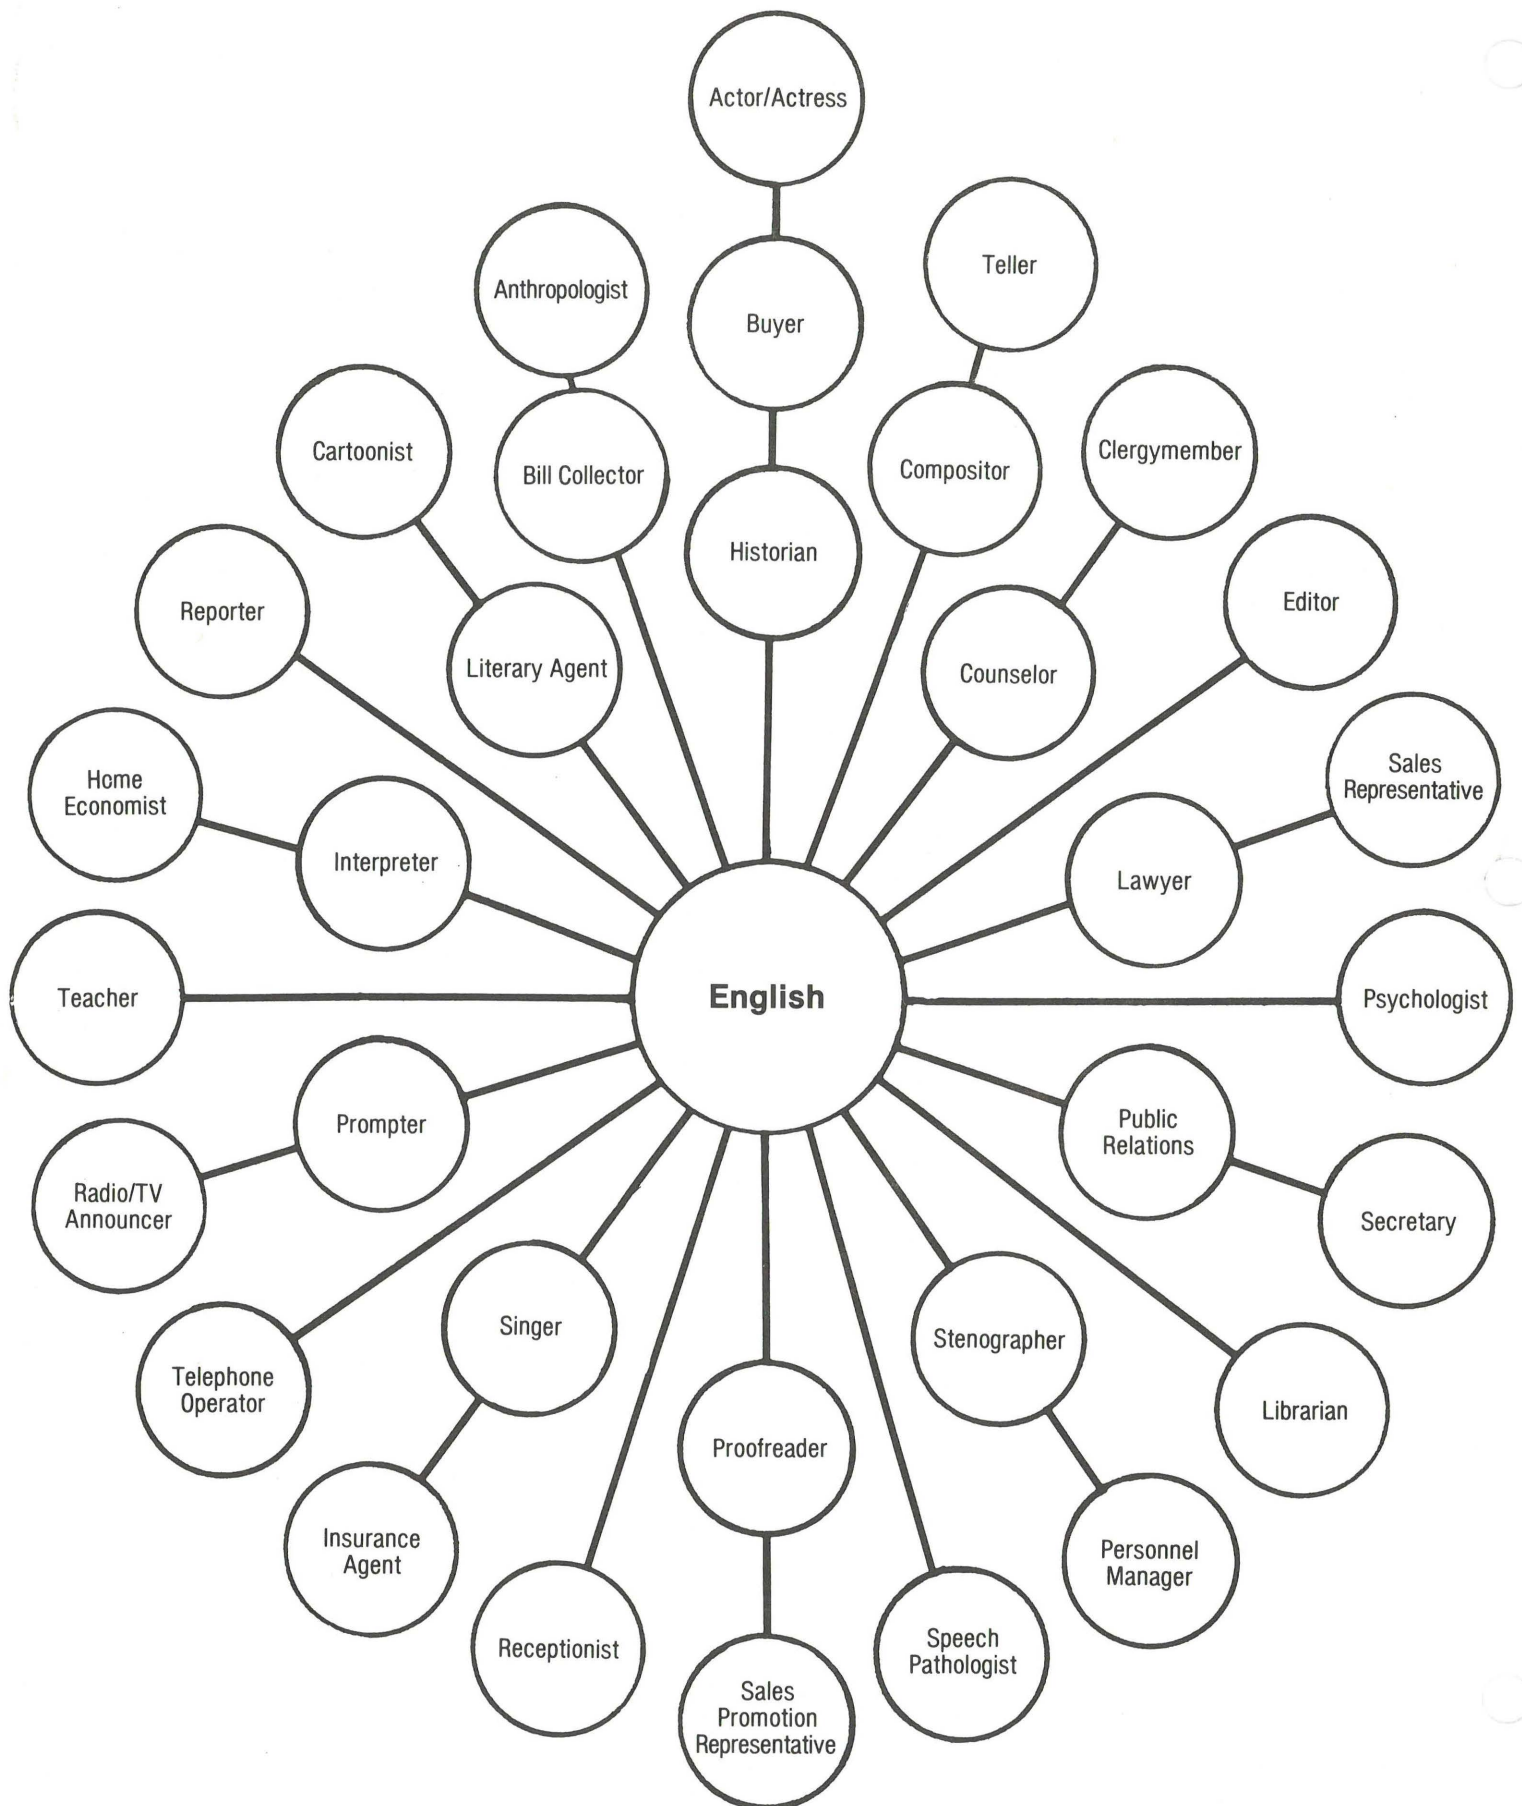 Actor/Actress
Teller
Anthropologist
Buyer
Cartoonist
Bill Collector
Compositor
Clergymember
Historian
Reporter
Editor
Literary Agent
Counselor
Home
Economist
Sales
Representative
Interpreter
Lawyer
Teacher
English
Psychologist
Prompter
Public
Relations
Radio/TV
Announcer
Secretary
Singer
Stenographer
Telephone
Operator
Librarian
Proofreader
Insurance
Agent
Personnel
Manager
Receptionist
Speech
Pathologist
Sales
Promotion
Representative